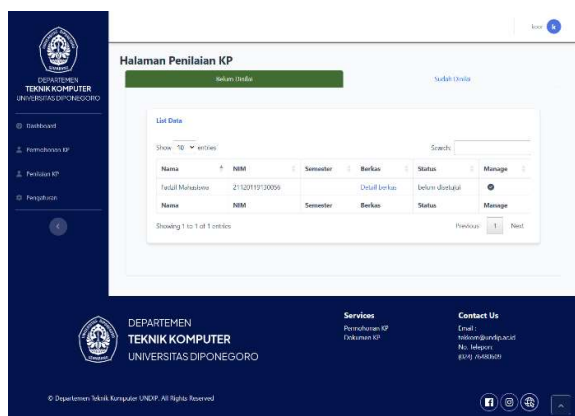 koor
k
DEPARTEMEN
TEKNIK KOMPUTER
UNIVERSITAS DIPONEGORO
Dashboard
Permohonan KP
Penilaian KP
Pengaturan
Halaman Penilaian KP
Belum Dinilai
Sudah Dinilai
List Data
Show 10 entries
Search:
Nama NIM Semester Berkas Status Manage
Fadzil Mahasiswa 21120119130056 Detail berkas belum disetujui
Nama NIM Semester Berkas Status Manage
Showing 1 to 1 of 1 entries
Previous 1 Next
DEPARTEMEN
TEKNIK KOMPUTER
UNIVERSITAS DIPONEGORO
Services
Permohonan KP
Dokumen KP
Contact Us
Email :
tekkom@undip.ac.id
No. Telepon:
(024) 76480609
© Departemen Teknik Komputer UNDIP. All Rights Reserved